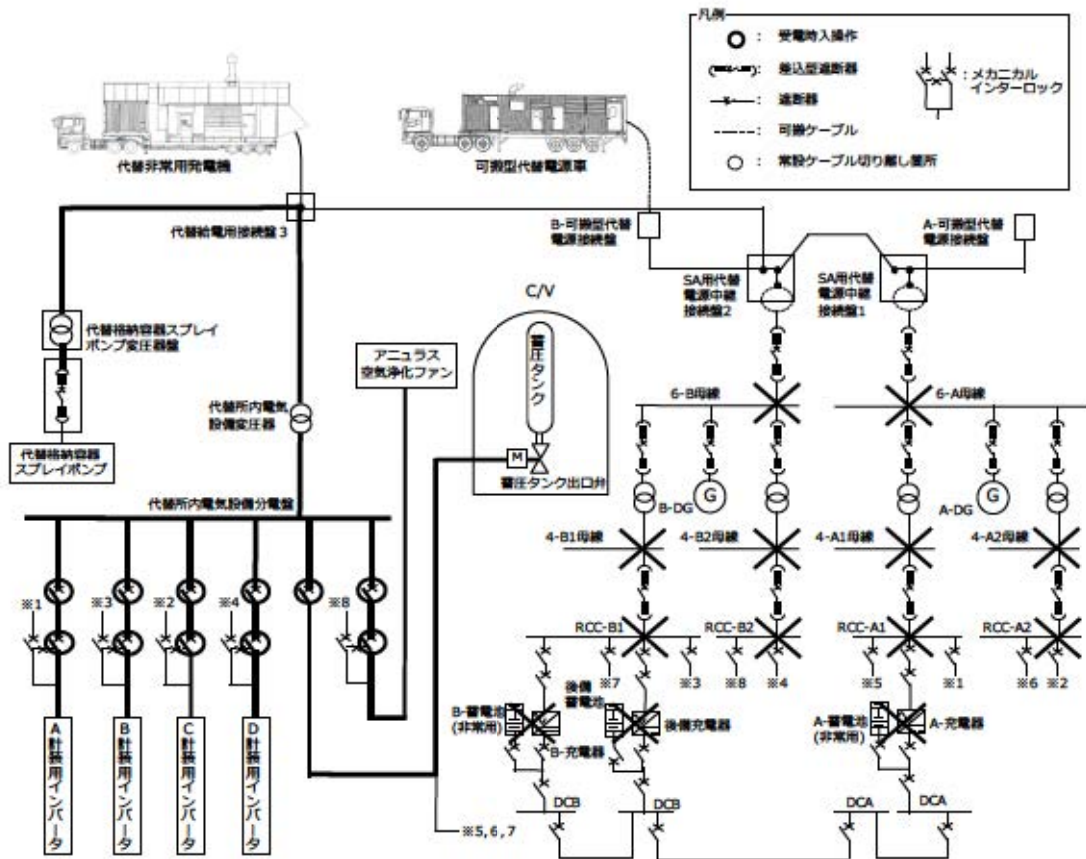 凡例
：受電時入操作
：差込型遮断器
：遮断器
：可搬ケーブル
：常設ケーブル切り離し箇所
：メカニカル
インターロック
代替非常用発電機
可搬型代替電源車
代替給電用接続盤3
B-可搬型代替
電源接続盤
A-可搬型代替
電源接続盤
SA用代替
電源中継
接続盤2
SA用代替
電源中継
接続盤1
代替格納容器スプレイ
ポンプ変圧器盤
代替格納容器
スプレイポンプ
アニュラス
空気浄化ファン
C/V
蓄圧タンク
M
蓄圧タンク出口弁
代替所内電気
設備変圧器
代替所内電気設備分電盤
6-B母線
6-A母線
G
B-DG
G
A-DG
4-B1母線
4-B2母線
4-A1母線
4-A2母線
RCC-B1
RCC-B2
RCC-A1
RCC-A2
※1
※3
※2
※4
※8
※7
※3
※8
※4
※5
※1
※6
※2
B-蓄電池
(非常用)
B-充電器
後備
蓄電池
後備充電器
A-蓄電池
(非常用)
A-充電器
DCB
DCB
DCA
DCA
※5,6,7
A計装用インバータ
B計装用インバータ
C計装用インバータ
D計装用インバータ